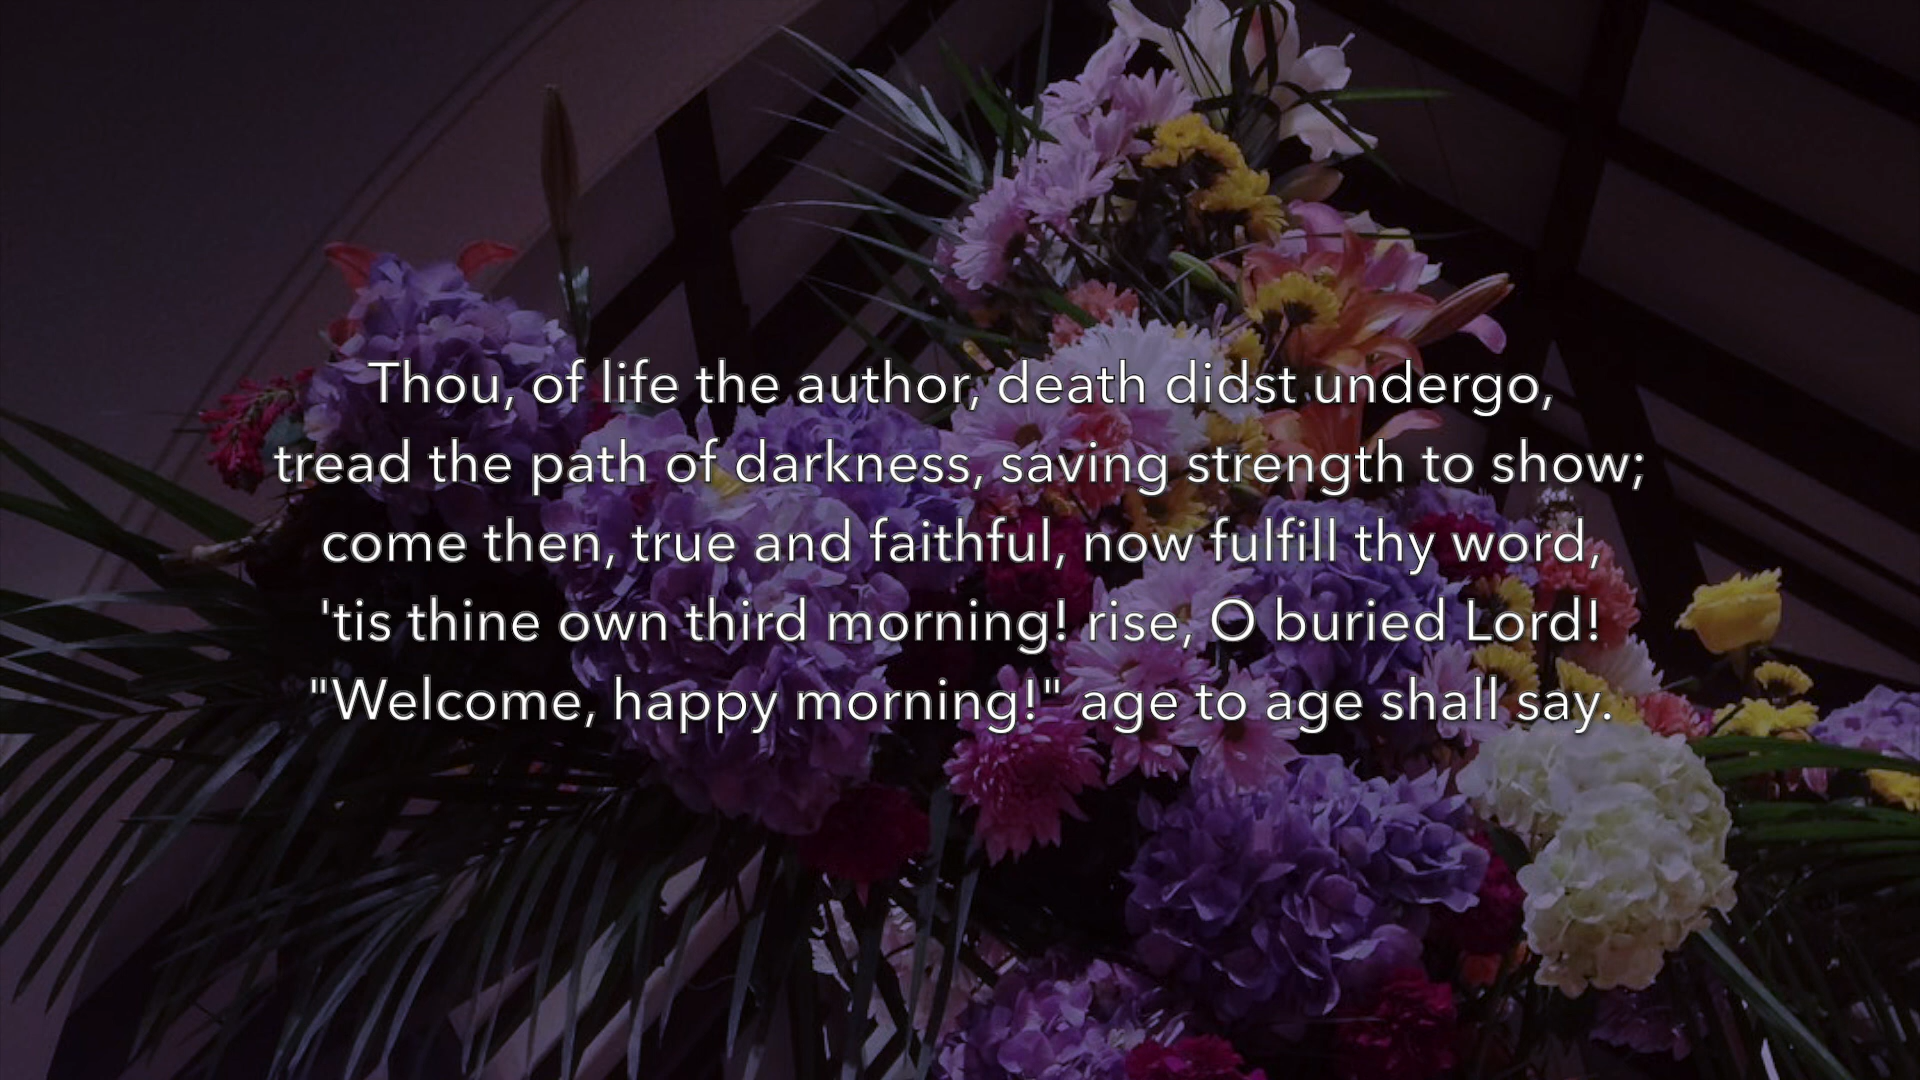 Thou, of life the author, death didst undergo,
tread the path of darkness, saving strength to show;
come then, true and faithful, now fulfill thy word,
'tis thine own third morning! rise, O buried Lord!
"Welcome, happy morning!" age to age shall say.